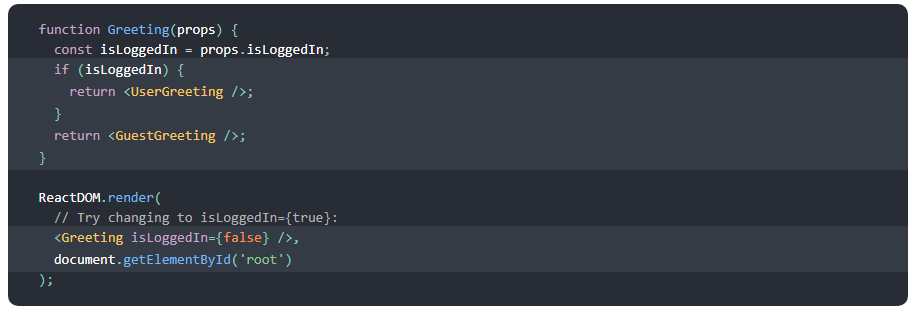 function Greeting(props) {
  const isLoggedIn = props.isLoggedIn;
  if (isLoggedIn) {
    return <UserGreeting />;
  }
  return <GuestGreeting />;
}

ReactDOM.render(
  // Try changing to isLoggedIn={true}:
  <Greeting isLoggedIn={false} />,
  document.getElementById('root')
);